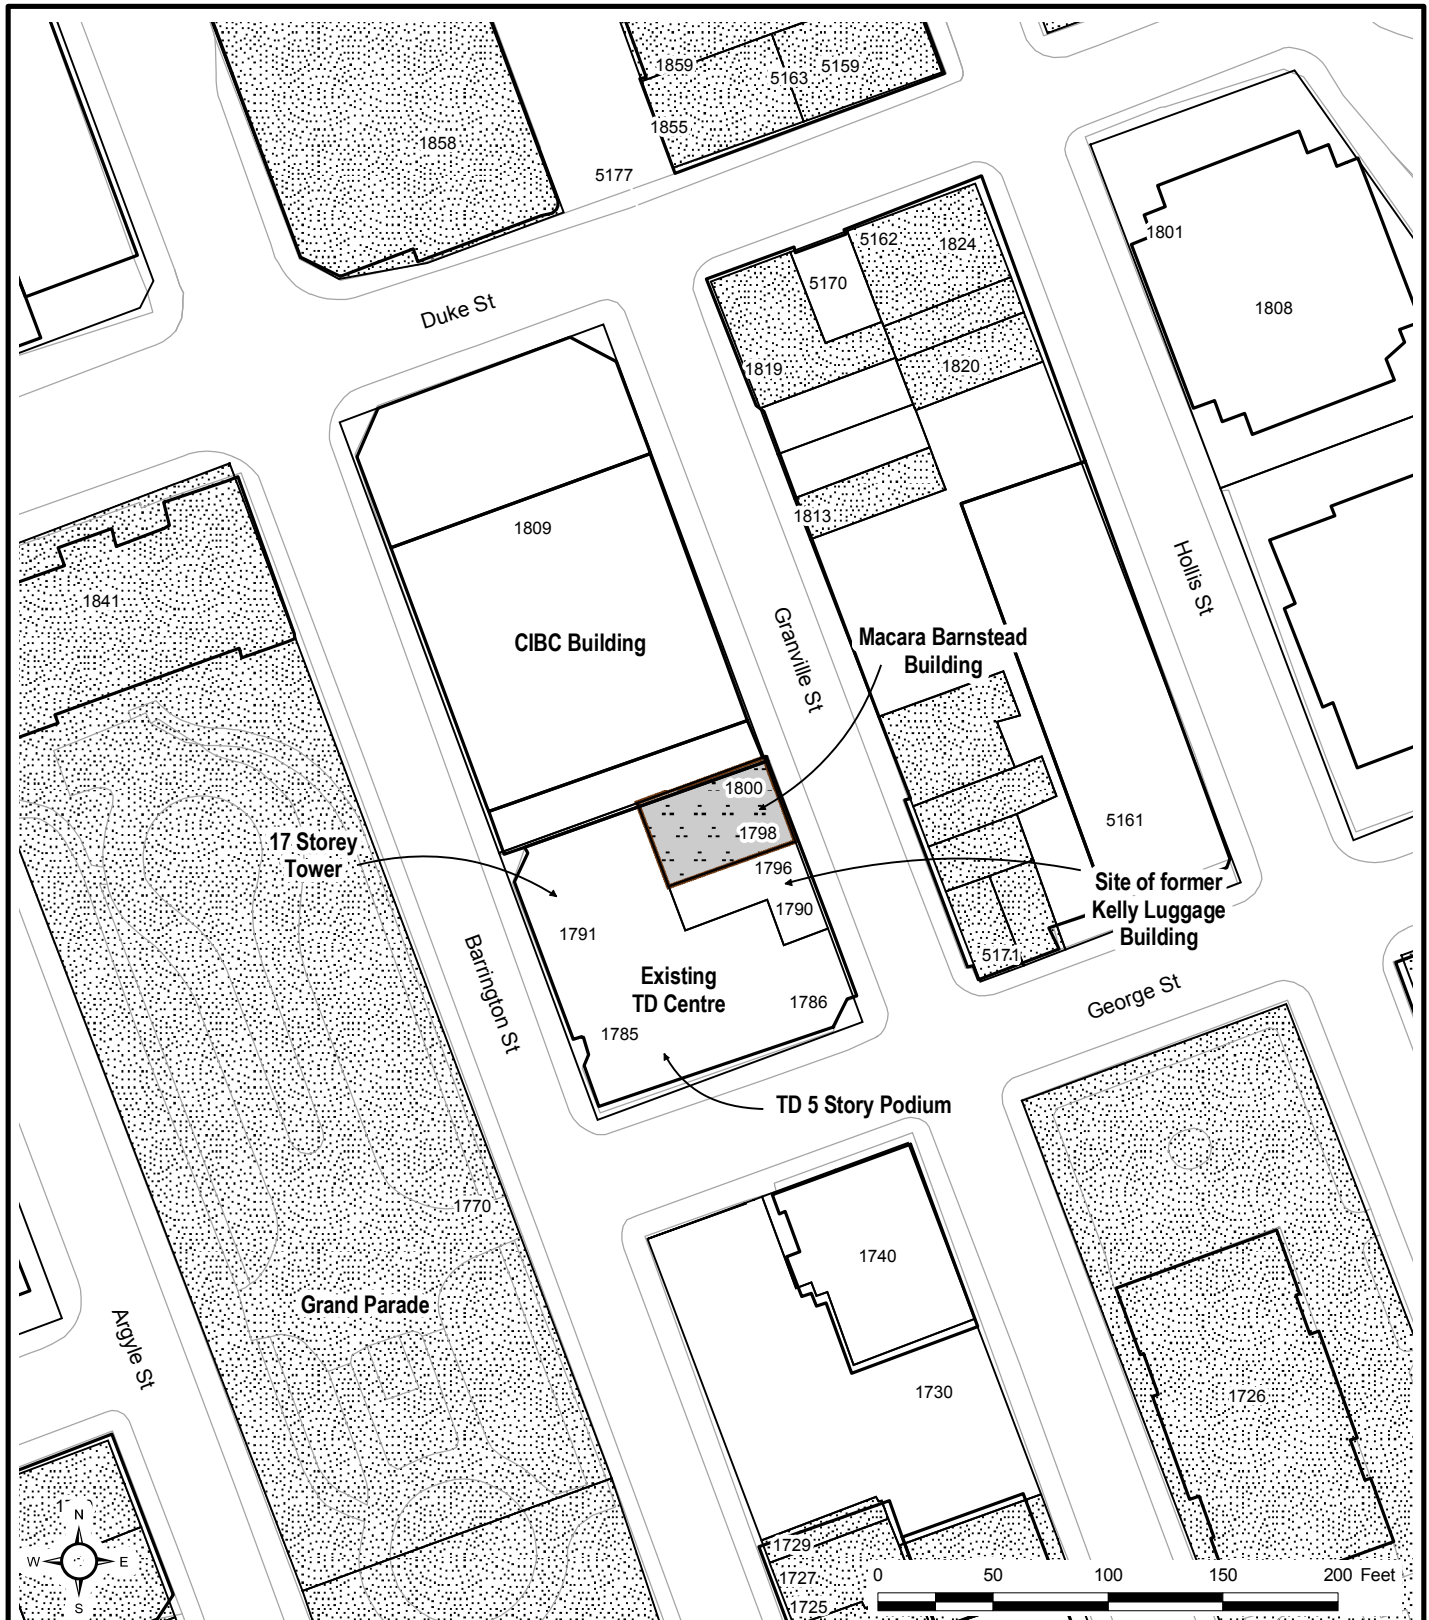 1859
5163
5159
1855
1858
5177
1801
1808
5162
1824
5170
Duke St
1819
1820
1813
1809
1841
Hollis St
CIBC Building
Granville St
Macara Barnstead
Building
1800
1798
17 Storey
Tower
5161
1796
Site of former
Kelly Luggage
Building
1790
1791
Barrington St
5171
Existing
TD Centre
1786
George St
1785
TD 5 Story Podium
1770
1740
Grand Parade
Argyle St
1730
1726
N
W
E
S
1729
1727
1725
0 50 100 150 200 Feet